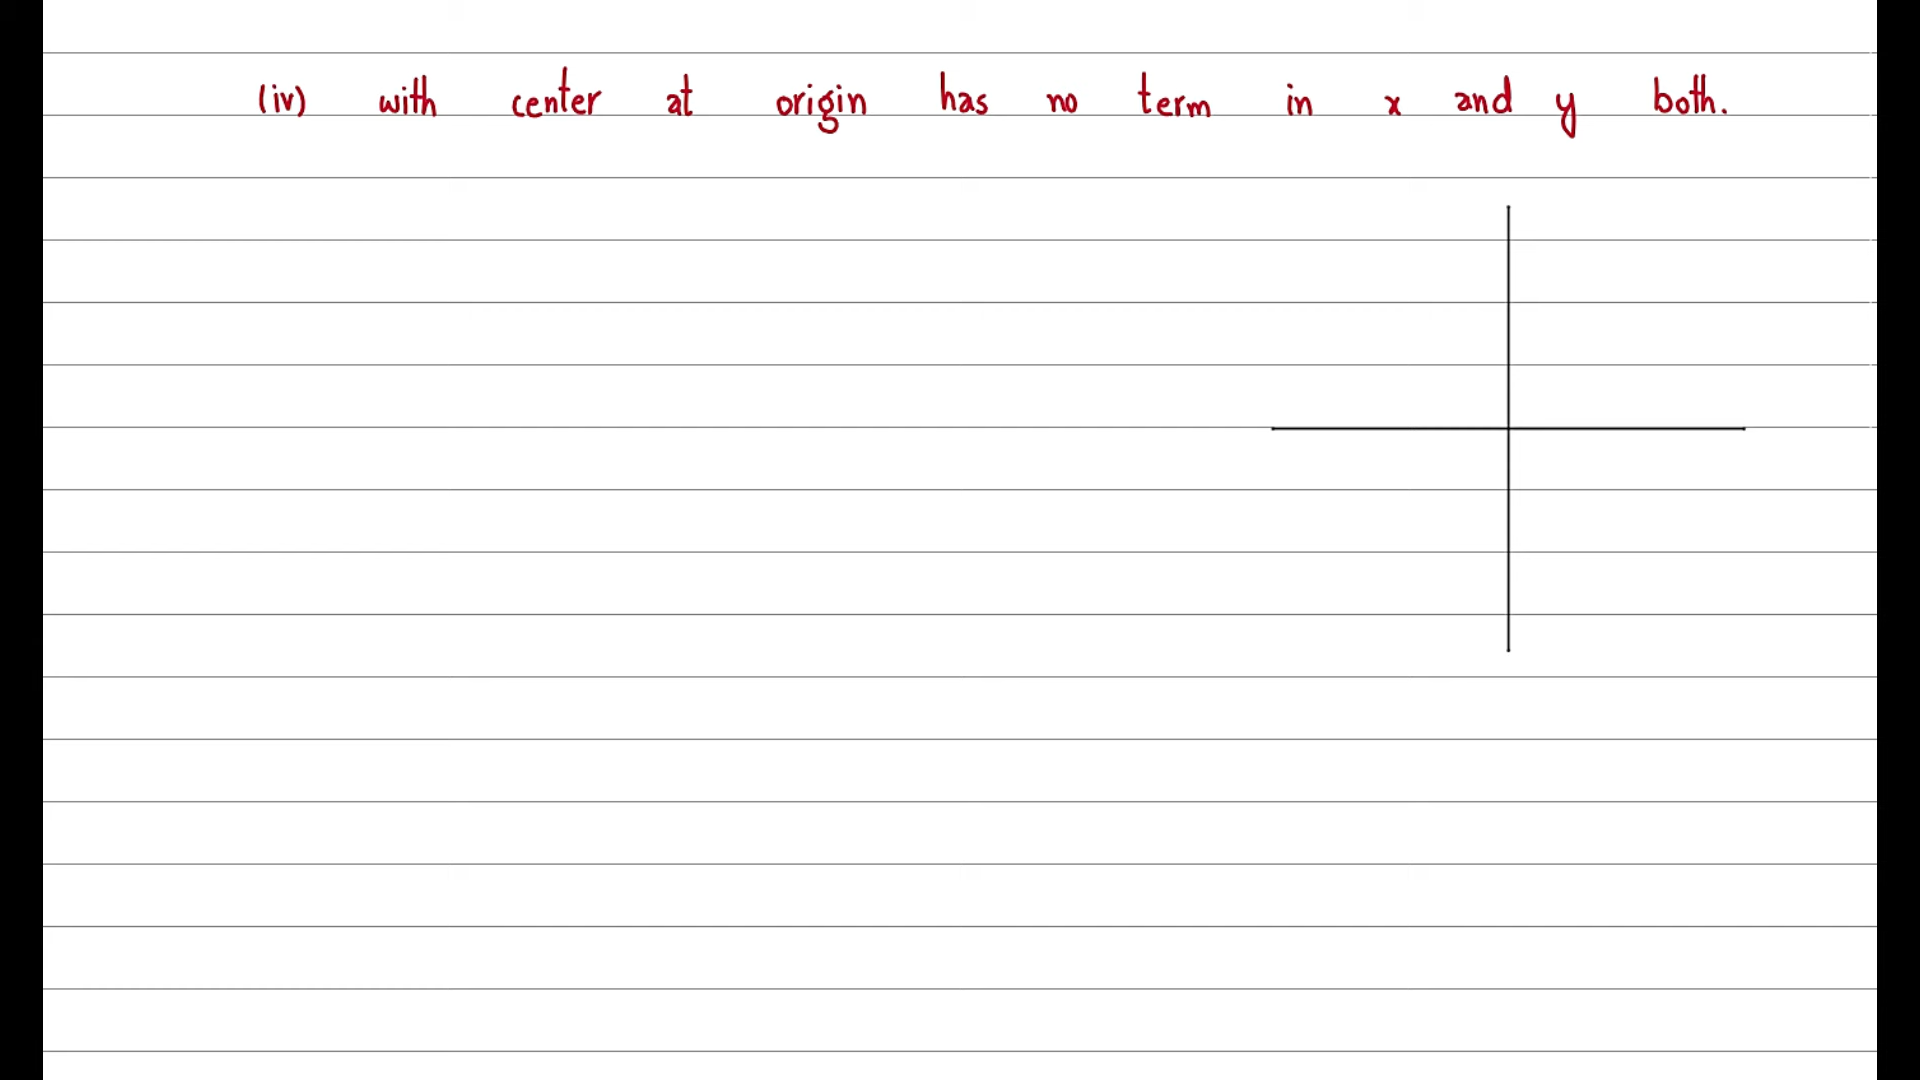 (iv) with center at origin has no term in x and y both.